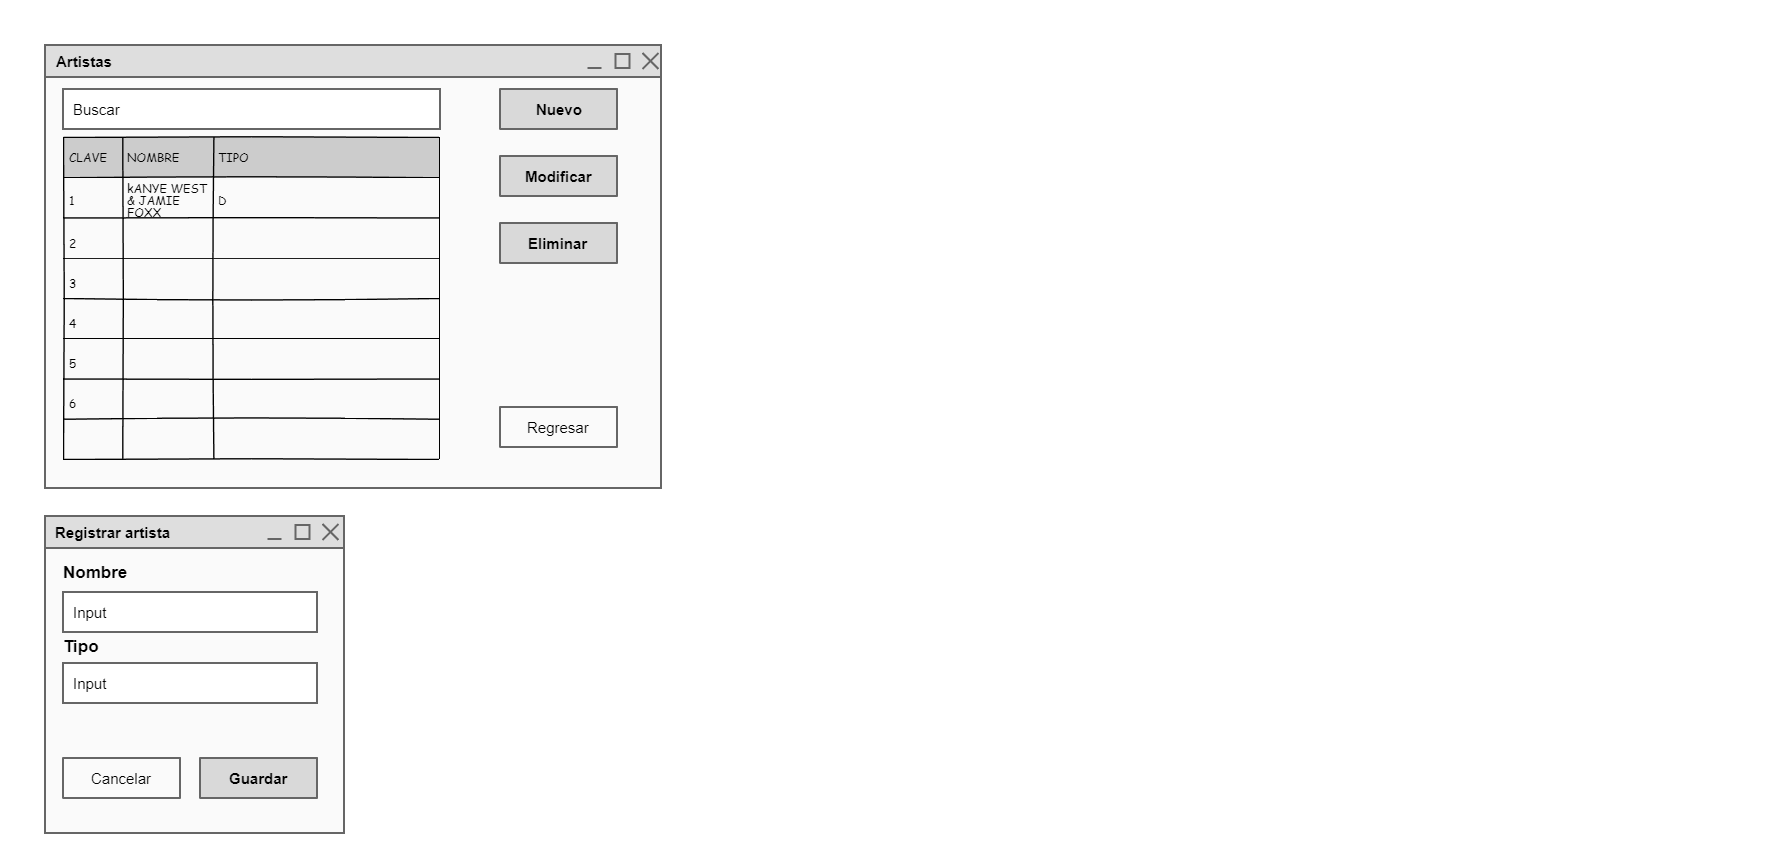 Artistas
Buscar
Nuevo
CLAVE NOMBRE TIPO
Modificar
1 kANYE WEST & JAMIE FOXX D
2
Eliminar
3
4
5
6
Regresar
Registrar artista
Nombre
Input
Tipo
Input
Cancelar Guardar